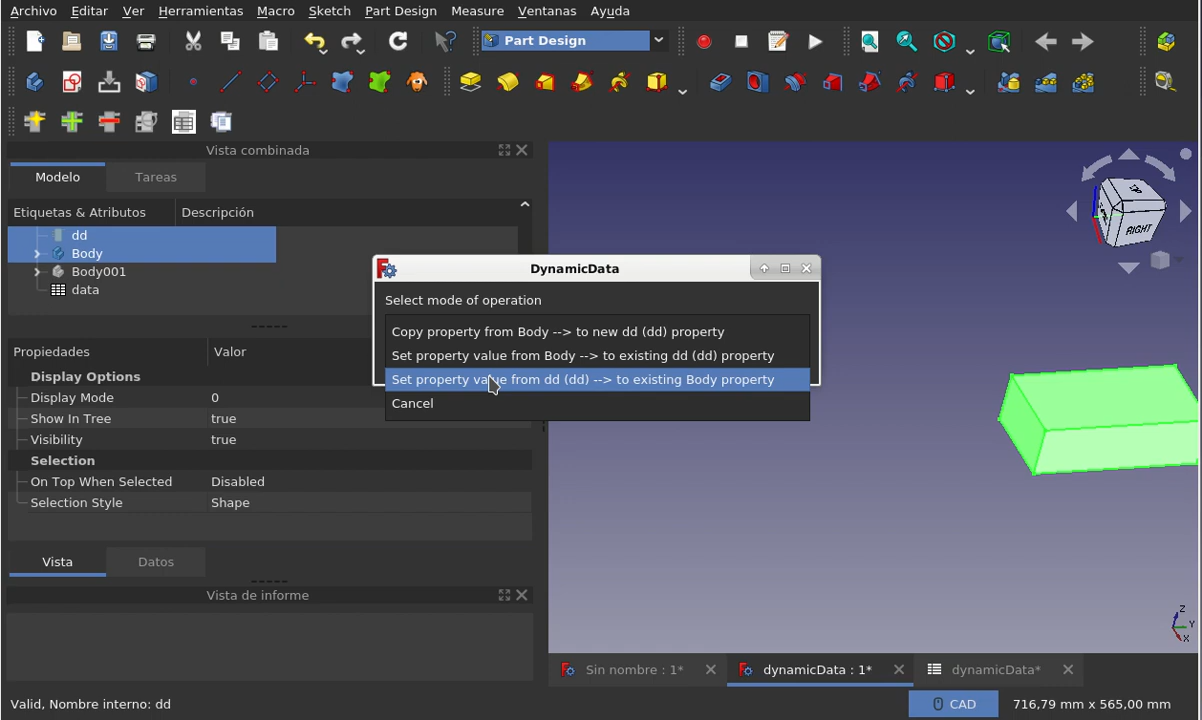 Archivo Editar Ver Herramientas Macro Sketch Part Design Measure Ventanas Ayuda
Part Design
Vista combinada
Modelo Tareas
Etiquetas & Atributos Descripción
dd
Body
Body001
data
Propiedades Valor
Display Options
Display Mode 0
Show In Tree true
Visibility true
Selection
On Top When Selected Disabled
Selection Style Shape
Vista Datos
Vista de informe
DynamicData
Select mode of operation
Copy property from Body --> to new dd (dd) property
Set property value from Body --> to existing dd (dd) property
Set property value from dd (dd) --> to existing Body property
Cancel
RIGHT
Z
Y
X
Sin nombre : 1* dynamicData : 1* dynamicData*
Valid, Nombre interno: dd CAD 716,79 mm x 565,00 mm